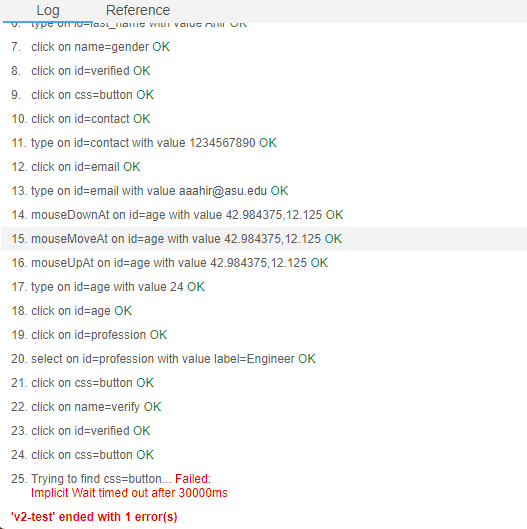 Log Reference
6. type on id=last_name with value Ahir OK
7. click on name=gender OK
8. click on id=verified OK
9. click on css=button OK
10. click on id=contact OK
11. type on id=contact with value 1234567890 OK
12. click on id=email OK
13. type on id=email with value aaahir@asu.edu OK
14. mouseDownAt on id=age with value 42.984375,12.125 OK
15. mouseMoveAt on id=age with value 42.984375,12.125 OK
16. mouseUpAt on id=age with value 42.984375,12.125 OK
17. type on id=age with value 24 OK
18. click on id=age OK
19. click on id=profession OK
20. select on id=profession with value label=Engineer OK
21. click on css=button OK
22. click on name=verify OK
23. click on id=verified OK
24. click on css=button OK
25. Trying to find css=button... Failed:
Implicit Wait timed out after 30000ms
'v2-test' ended with 1 error(s)